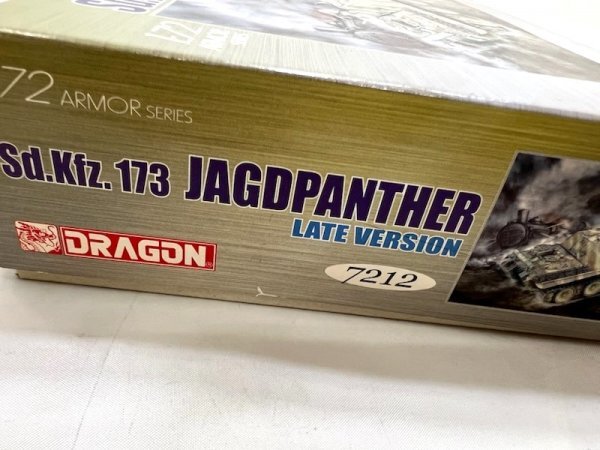 72 ARMOR SERIES
Sd.Kfz. 173 JAGDPANTHER
LATE VERSION
DRAGON
7212